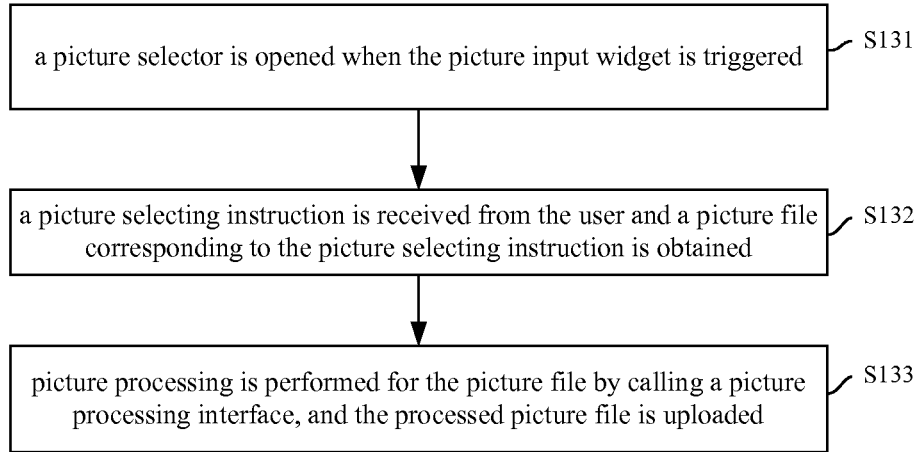 a picture selector is opened when the picture input widget is triggered
S131
a picture selecting instruction is received from the user and a picture file
corresponding to the picture selecting instruction is obtained
S132
picture processing is performed for the picture file by calling a picture
processing interface, and the processed picture file is uploaded
S133